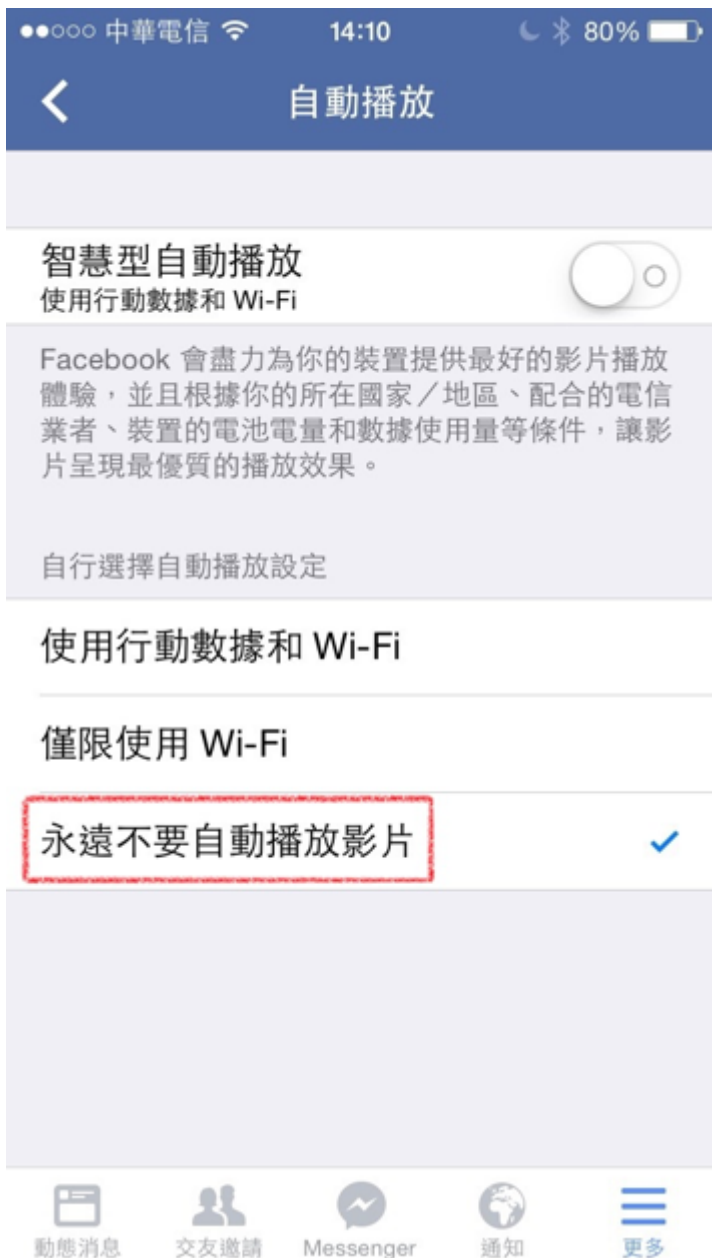 中華電信 14:10 80%
自動播放
智慧型自動播放
使用行動數據和 Wi-Fi
Facebook 會盡力為你的裝置提供最好的影片播放
體驗，並且根據你的所在國家／地區、配合的電信
業者、裝置的電池電量和數據使用量等條件，讓影
片呈現最優質的播放效果。
自行選擇自動播放設定
使用行動數據和 Wi-Fi
僅限使用 Wi-Fi
永遠不要自動播放影片
動態消息 交友邀請 Messenger 通知 更多